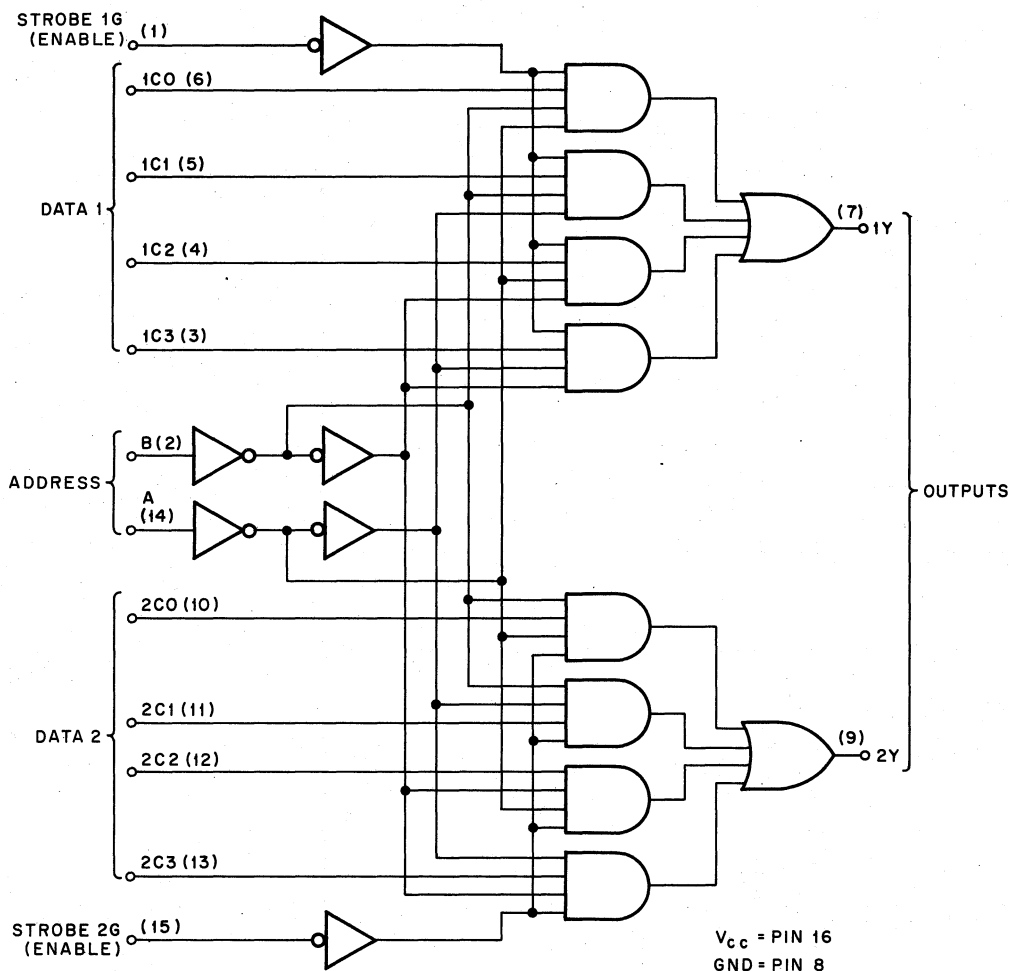 STROBE 1G
(ENABLE)
(1)
1C0 (6)
1C1 (5)
DATA 1
1C2 (4)
1C3 (3)
(7)
1Y
B(2)
ADDRESS
A
(14)
OUTPUTS
2C0 (10)
2C1 (11)
DATA 2
2C2 (12)
2C3 (13)
(9)
2Y
STROBE 2G
(ENABLE)
(15)
VCC = PIN 16
GND = PIN 8